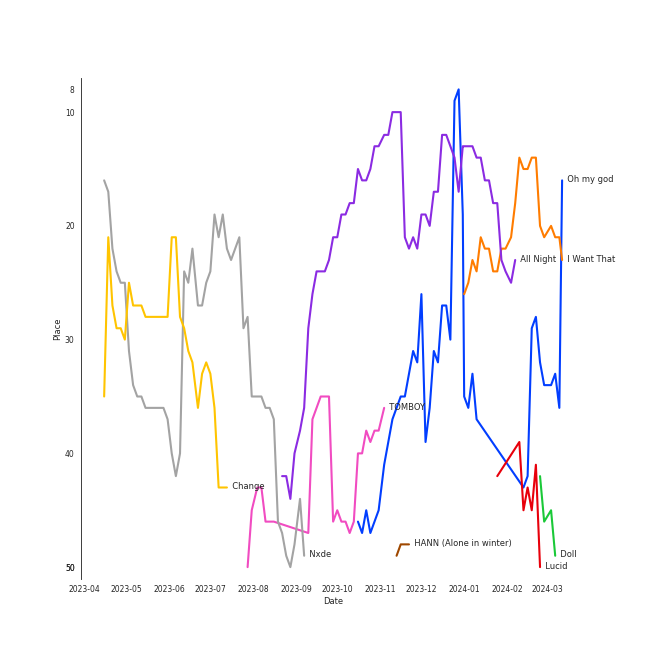 8
10
20
30
40
50
Place
Oh my god
All Night
I Want That
TOMBOY
Change
HANN (Alone in winter)
Nxde
Doll
Lucid
2023-04
2023-05
2023-06
2023-07
2023-08
2023-09
2023-10
2023-11
2023-12
2024-01
2024-02
2024-03
Date